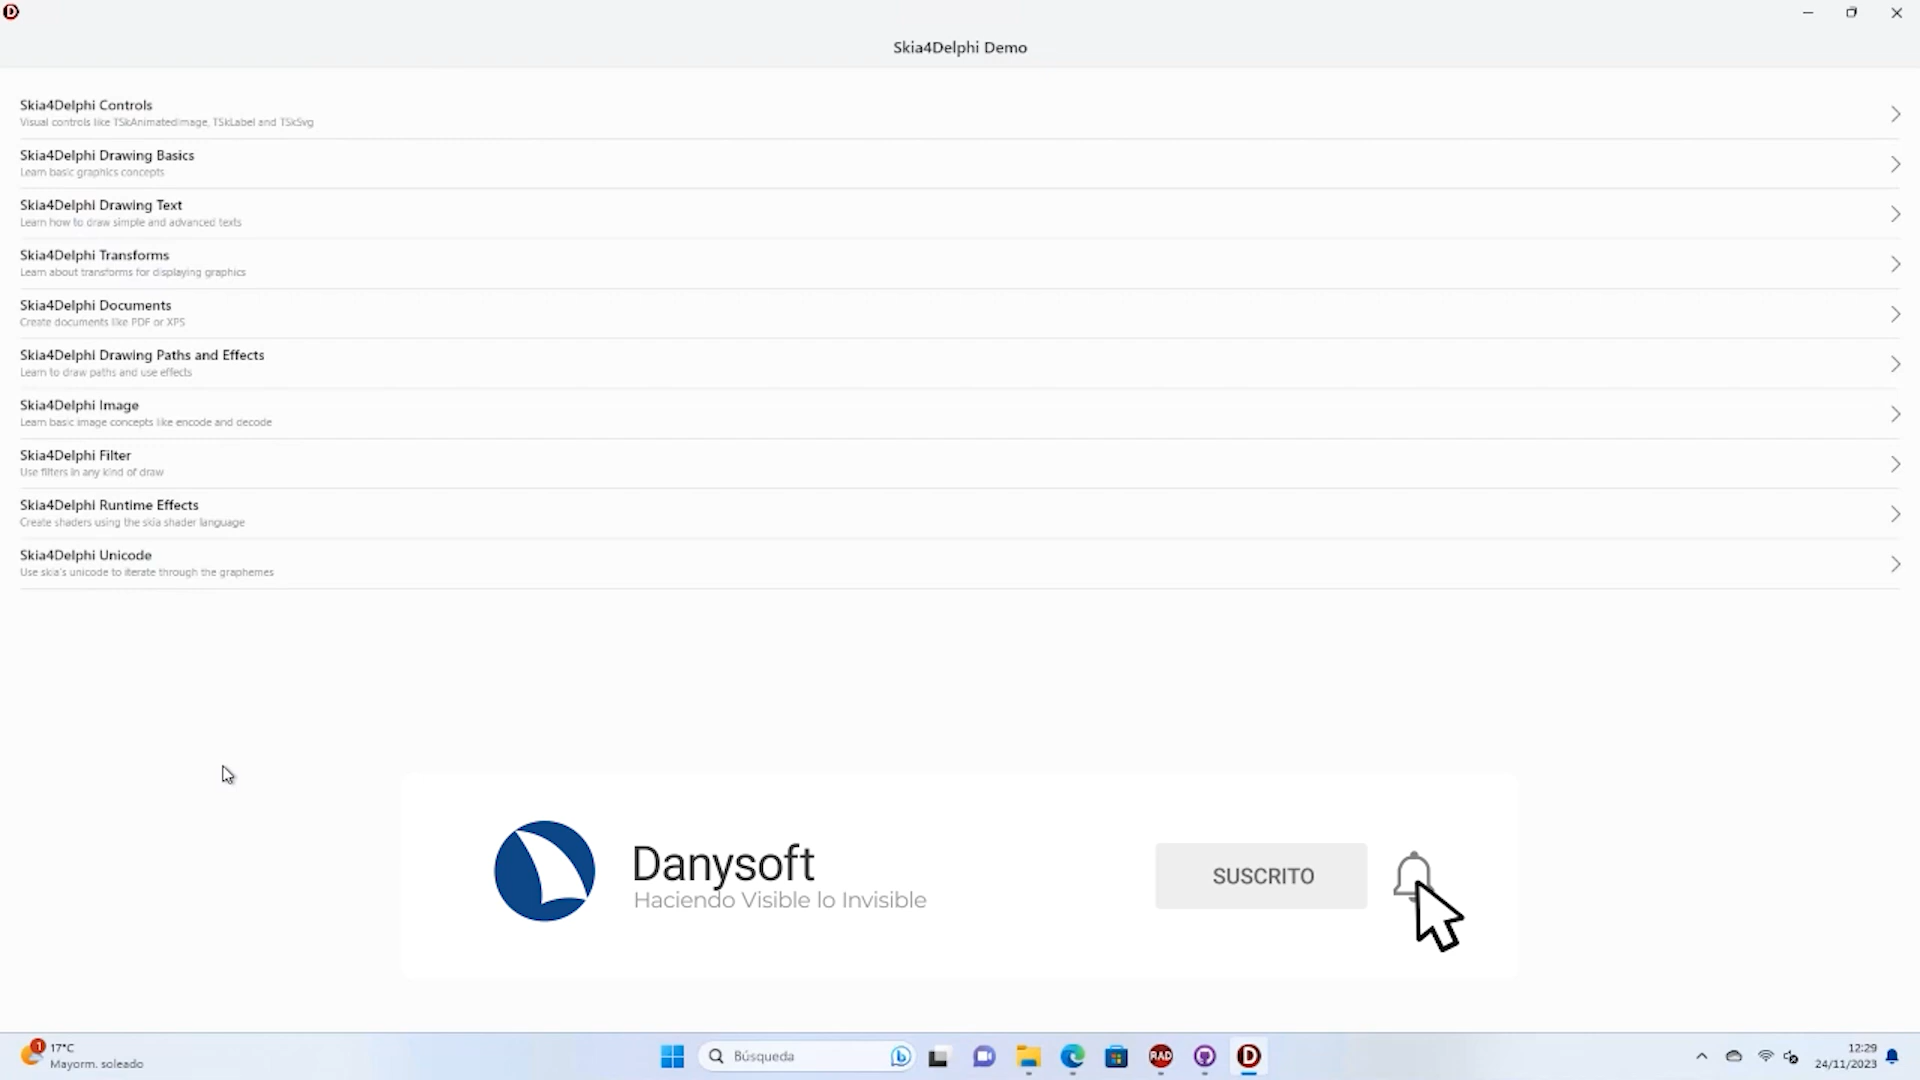 Skia4Delphi Demo
Skia4Delphi Controls
Visual controls like TSkAnimatedImage, TSkLabel and TSkSvg
Skia4Delphi Drawing Basics
Learn basic graphics concepts
Skia4Delphi Drawing Text
Learn how to draw simple and advanced texts
Skia4Delphi Transforms
Learn about transforms for displaying graphics
Skia4Delphi Documents
Create documents like PDF or XPS
Skia4Delphi Drawing Paths and Effects
Learn to draw paths and use effects
Skia4Delphi Image
Learn basic image concepts like encode and decode
Skia4Delphi Filter
Use filters in any kind of draw
Skia4Delphi Runtime Effects
Create shaders using the skia shader language
Skia4Delphi Unicode
Use skia's unicode to iterate through the graphemes
Danysoft
Haciendo Visible lo Invisible
SUSCRITO
1
17°C
Mayorm. soleado
Búsqueda
RAD
D
12:29
24/11/2023